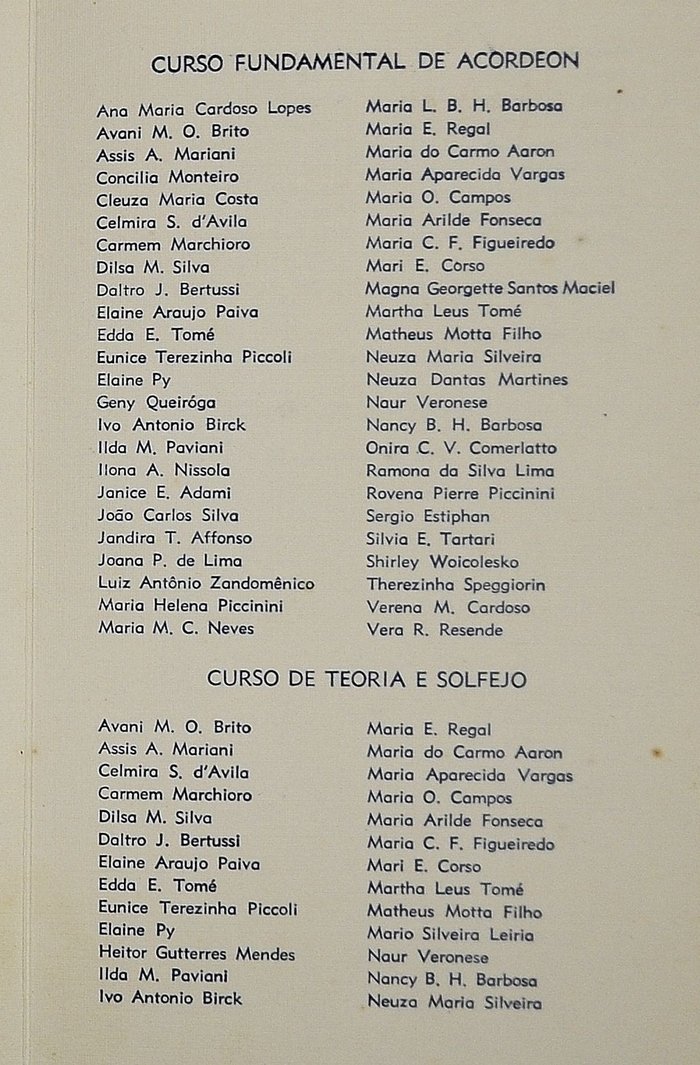 CURSO FUNDAMENTAL DE ACORDEON
Ana Maria Cardoso Lopes
Avani M. O. Brito
Assis A. Mariani
Concilia Monteiro
Cleuza Maria Costa
Celmira S. d'Avila
Carmem Marchioro
Dilsa M. Silva
Daltro J. Bertussi
Elaine Araujo Paiva
Edda E. Tomé
Eunice Terezinha Piccoli
Elaine Py
Geny Queiróga
Ivo Antonio Birck
Ilda M. Paviani
Ilona A. Nissola
Janice E. Adami
João Carlos Silva
Jandira T. Affonso
Joana P. de Lima
Luiz Antônio Zandomênico
Maria Helena Piccinini
Maria M. C. Neves
Maria L. B. H. Barbosa
Maria E. Regal
Maria do Carmo Aaron
Maria Aparecida Vargas
Maria O. Campos
Maria Arilde Fonseca
Maria C. F. Figueiredo
Mari E. Corso
Magna Georgette Santos Maciel
Martha Leus Tomé
Matheus Motta Filho
Neuza Maria Silveira
Neuza Dantas Martines
Naur Veronese
Nancy B. H. Barbosa
Onira C. V. Comerlatto
Ramona da Silva Lima
Rovena Pierre Piccinini
Sergio Estiphan
Silvia E. Tartari
Shirley Woicolesko
Therezinha Speggiorin
Verena M. Cardoso
Vera R. Resende
CURSO DE TEORIA E SOLFEJO
Avani M. O. Brito
Assis A. Mariani
Celmira S. d'Avila
Carmem Marchioro
Dilsa M. Silva
Daltro J. Bertussi
Elaine Araujo Paiva
Edda E. Tomé
Eunice Terezinha Piccoli
Elaine Py
Heitor Gutterres Mendes
Ilda M. Paviani
Ivo Antonio Birck
Maria E. Regal
Maria do Carmo Aaron
Maria Aparecida Vargas
Maria O. Campos
Maria Arilde Fonseca
Maria C. F. Figueiredo
Mari E. Corso
Martha Leus Tomé
Matheus Motta Filho
Mario Silveira Leiria
Naur Veronese
Nancy B. H. Barbosa
Neuza Maria Silveira